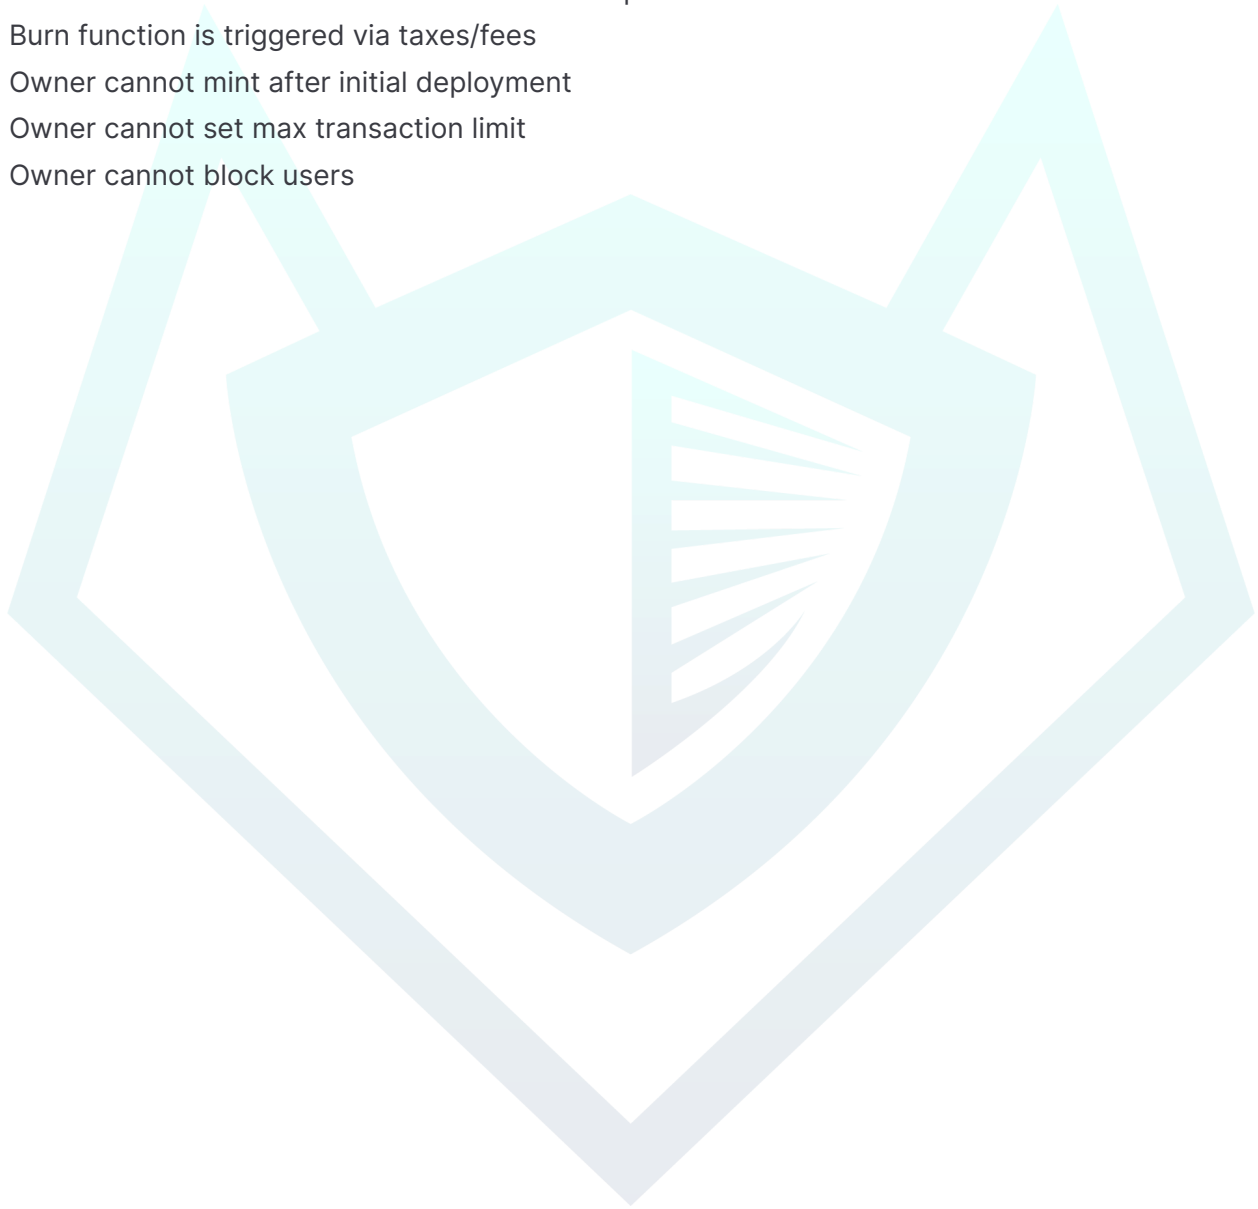 Burn function is triggered via taxes/fees
Owner cannot mint after initial deployment
Owner cannot set max transaction limit
Owner cannot block users